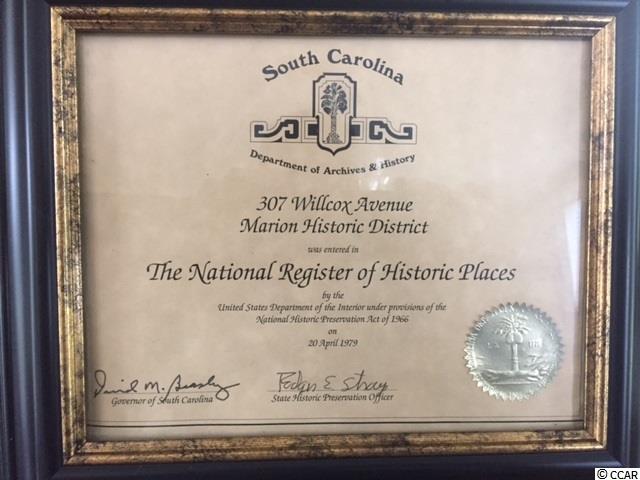 South Carolina
Department of Archives & History
307 Willcox Avenue
Marion Historic District
was entered in
The National Register of Historic Places
by the
United States Department of the Interior under provisions of the
National Historic Preservation Act of 1966
on
20 April 1979
David M. Beasley
Governor of South Carolina
State Historic Preservation Officer
© CCAR